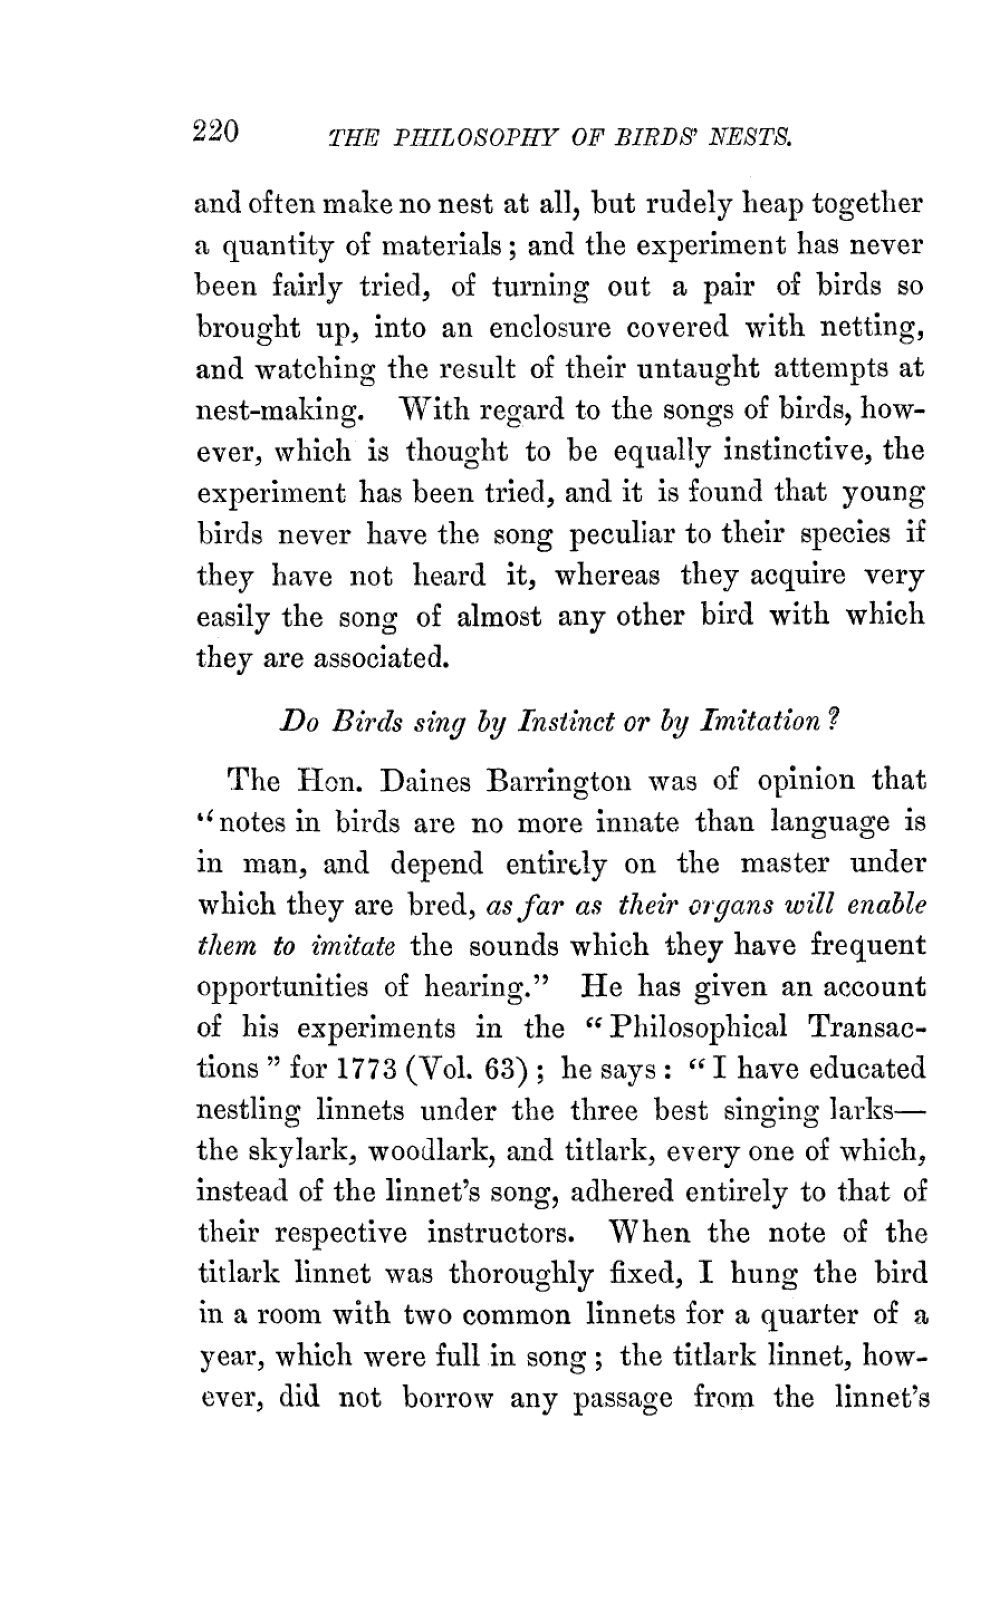 220 THE PHILOSOPHY OF BIRDS' NESTS.
and often make no nest at all, but rudely heap together
a quantity of materials; and the experiment has never
been fairly tried, of turning out a pair of birds so
brought up, into an enclosure covered with netting,
and watching the result of their untaught attempts at
nest-making. With regard to the songs of birds, how-
ever, which is thought to be equally instinctive, the
experiment has been tried, and it is found that young
birds never have the song peculiar to their species if
they have not heard it, whereas they acquire very
easily the song of almost any other bird with which
they are associated.
Do Birds sing by Instinct or by Imitation?
The Hon. Daines Barrington was of opinion that
"notes in birds are no more innate than language is
in man, and depend entirely on the master under
which they are bred, as far as their organs will enable
them to imitate the sounds which they have frequent
opportunities of hearing." He has given an account
of his experiments in the "Philosophical Transac-
tions" for 1773 (Vol. 63); he says: "I have educated
nestling linnets under the three best singing larks—
the skylark, woodlark, and titlark, every one of which,
instead of the linnet's song, adhered entirely to that of
their respective instructors. When the note of the
titlark linnet was thoroughly fixed, I hung the bird
in a room with two common linnets for a quarter of a
year, which were full in song; the titlark linnet, how-
ever, did not borrow any passage from the linnet's